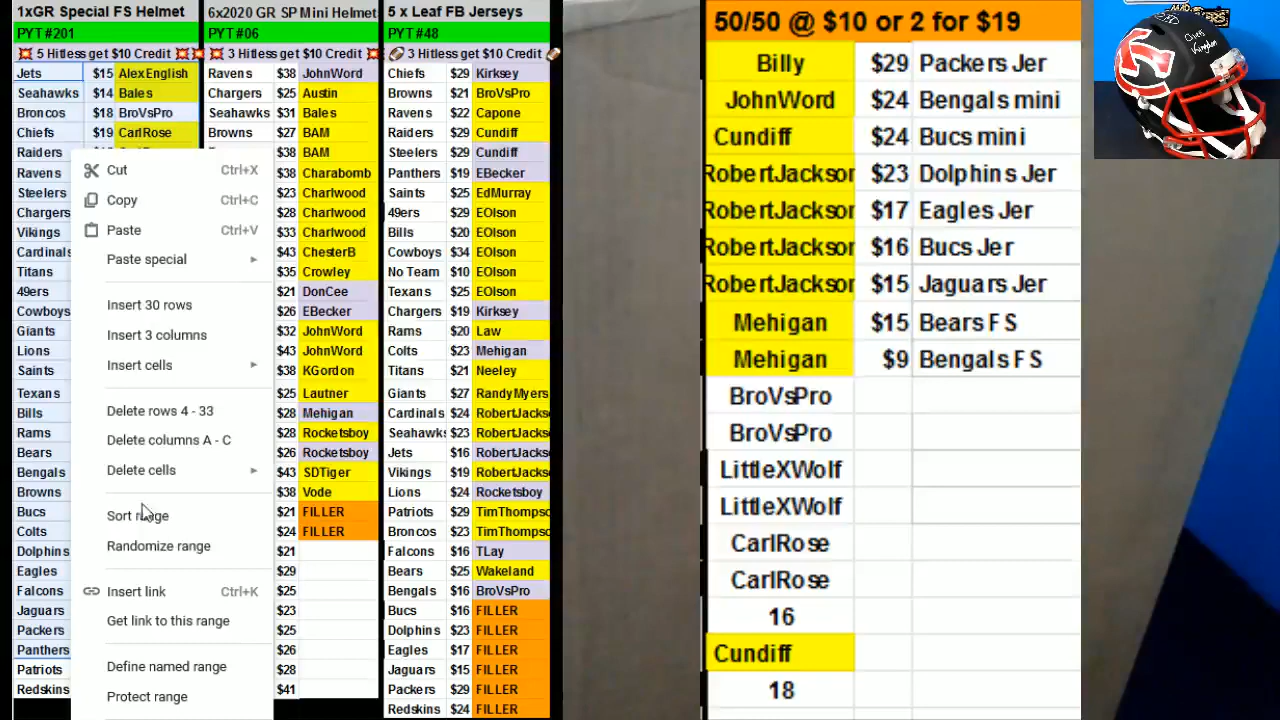 1xGR Special FS Helmet
PYT #201
5 Hitless get $10 Credit
Jets $15 AlexEnglish
Seahawks $14 Bales
Broncos $18 BroVsPro
Chiefs $19 CarlRose
Raiders
Ravens
Steelers
Chargers
Vikings
Cardinals
Titans
49ers
Cowboys
Giants
Lions
Saints
Texans
Bills
Rams
Bears
Bengals
Browns
Bucs
Colts
Dolphins
Eagles
Falcons
Jaguars
Packers
Panthers
Patriots
Redskins
Cut Ctrl+X
Copy Ctrl+C
Paste Ctrl+V
Paste special
Insert 30 rows
Insert 3 columns
Insert cells
Delete rows 4 - 33
Delete columns A - C
Delete cells
Sort range
Randomize range
Insert link Ctrl+K
Get link to this range
Define named range
Protect range
6x2020 GR SP Mini Helmet
PYT #06
3 Hitless get $10 Credit
Ravens $38 JohnWord
Chargers $25 Austin
Seahawks $31 Bales
Browns $27 BAM
$38 BAM
$38 Charabomb
$23 Charlwood
$28 Charlwood
$33 Charlwood
$43 ChesterB
$35 Crowley
$21 DonCee
$26 EBecker
$32 JohnWord
$43 JohnWord
$38 KGordon
$25 Lautner
$28 Mehigan
$28 Rocketsboy
$26 Rocketsboy
$43 SDTiger
$38 Vode
$21 FILLER
$24 FILLER
$21
$29
$25
$23
$25
$28
$41
5 x Leaf FB Jerseys
PYT #48
3 Hitless get $10 Credit
Chiefs $29 Kirksey
Browns $21 BroVsPro
Ravens $22 Capone
Raiders $29 Cundiff
Steelers $29 Cundiff
Panthers $19 EBecker
Saints $25 EdMurray
49ers $29 EOlson
Bills $20 EOlson
Cowboys $34 EOlson
No Team $10 EOlson
Texans $25 EOlson
Chargers $19 Kirksey
Rams $20 Law
Colts $23 Mehigan
Titans $21 Neeley
Giants $27 RandyMyers
Cardinals $24 RobertJacks
Seahawks $23 RobertJacks
Jets $16 RobertJacks
Vikings $19 RobertJacks
Lions $24 Rocketsboy
Patriots $29 TimThompso
Broncos $23 TimThompso
Falcons $16 TLay
Bears $25 Wakeland
Bengals $16 BroVsPro
Bucs $16 FILLER
Dolphins $23 FILLER
Eagles $17 FILLER
Jaguars $15 FILLER
Packers $29 FILLER
Redskins $24 FILLER
50/50 @ $10 or 2 for $19
Billy $29 Packers Jer
JohnWord $24 Bengals mini
Cundiff $24 Bucs mini
RobertJackson $23 Dolphins Jer
RobertJackson $17 Eagles Jer
RobertJackson $16 Bucs Jer
RobertJackson $15 Jaguars Jer
Mehigan $15 Bears FS
Mehigan $9 Bengals FS
BroVsPro
BroVsPro
LittleXWolf
LittleXWolf
CarlRose
CarlRose
16
Cundiff
18